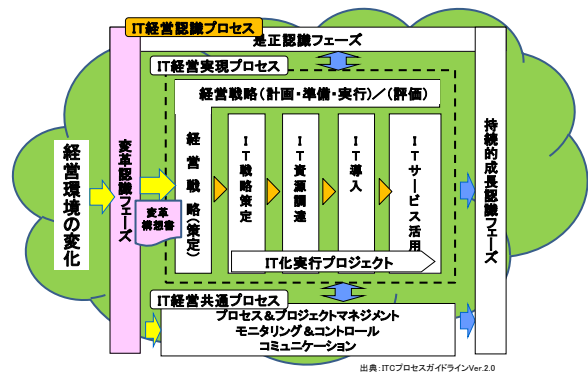 IT経営認識プロセス
是正認識フェーズ
IT経営実現プロセス
経営戦略(計画・準備・実行)/(評価)
経営環境の変化
変革認識フェーズ
変革
構想書
経営戦略(策定)
IT戦略策定
IT資源調達
IT導入
ITサービス活用
IT化実行プロジェクト
持続的成長認識フェーズ
IT経営共通プロセス
プロセス&プロジェクトマネジメント
モニタリング&コントロール
コミュニケーション
出典:ITCプロセスガイドラインVer.2.0